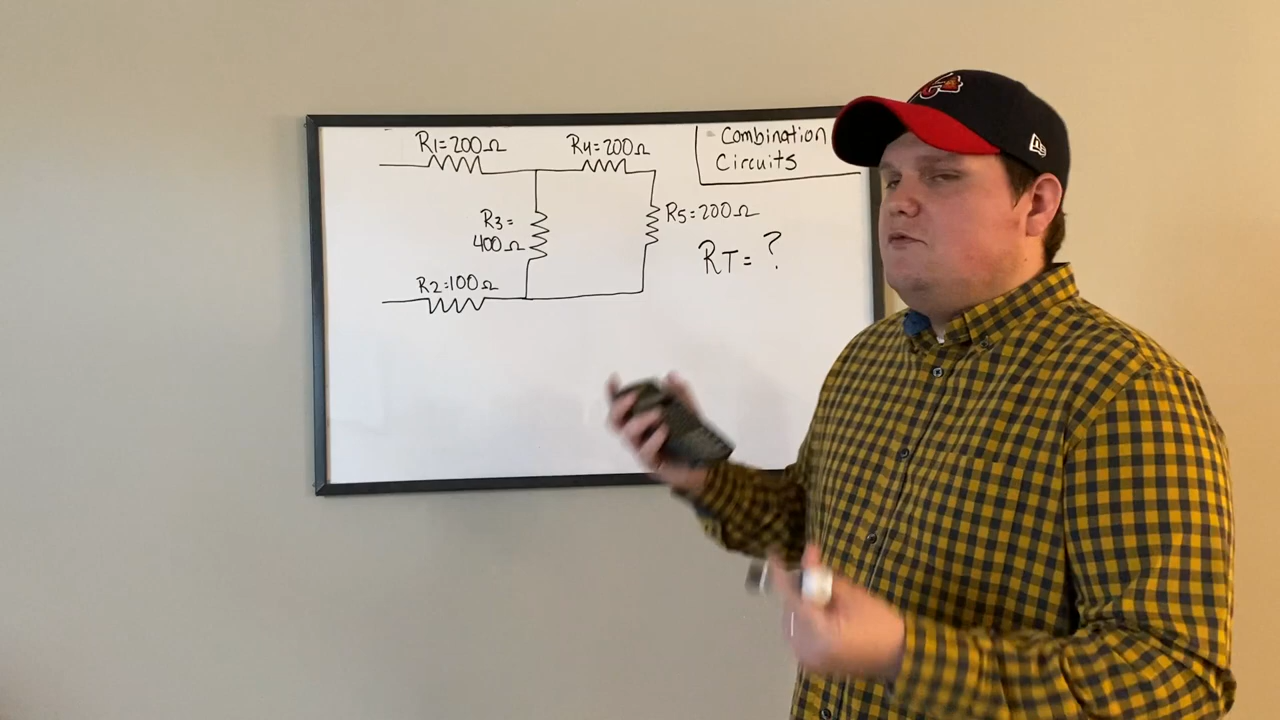 R1=200Ω
R4=200Ω
- Combination
Circuits
R3=
400Ω
R5=200Ω
RT=?
R2=100Ω